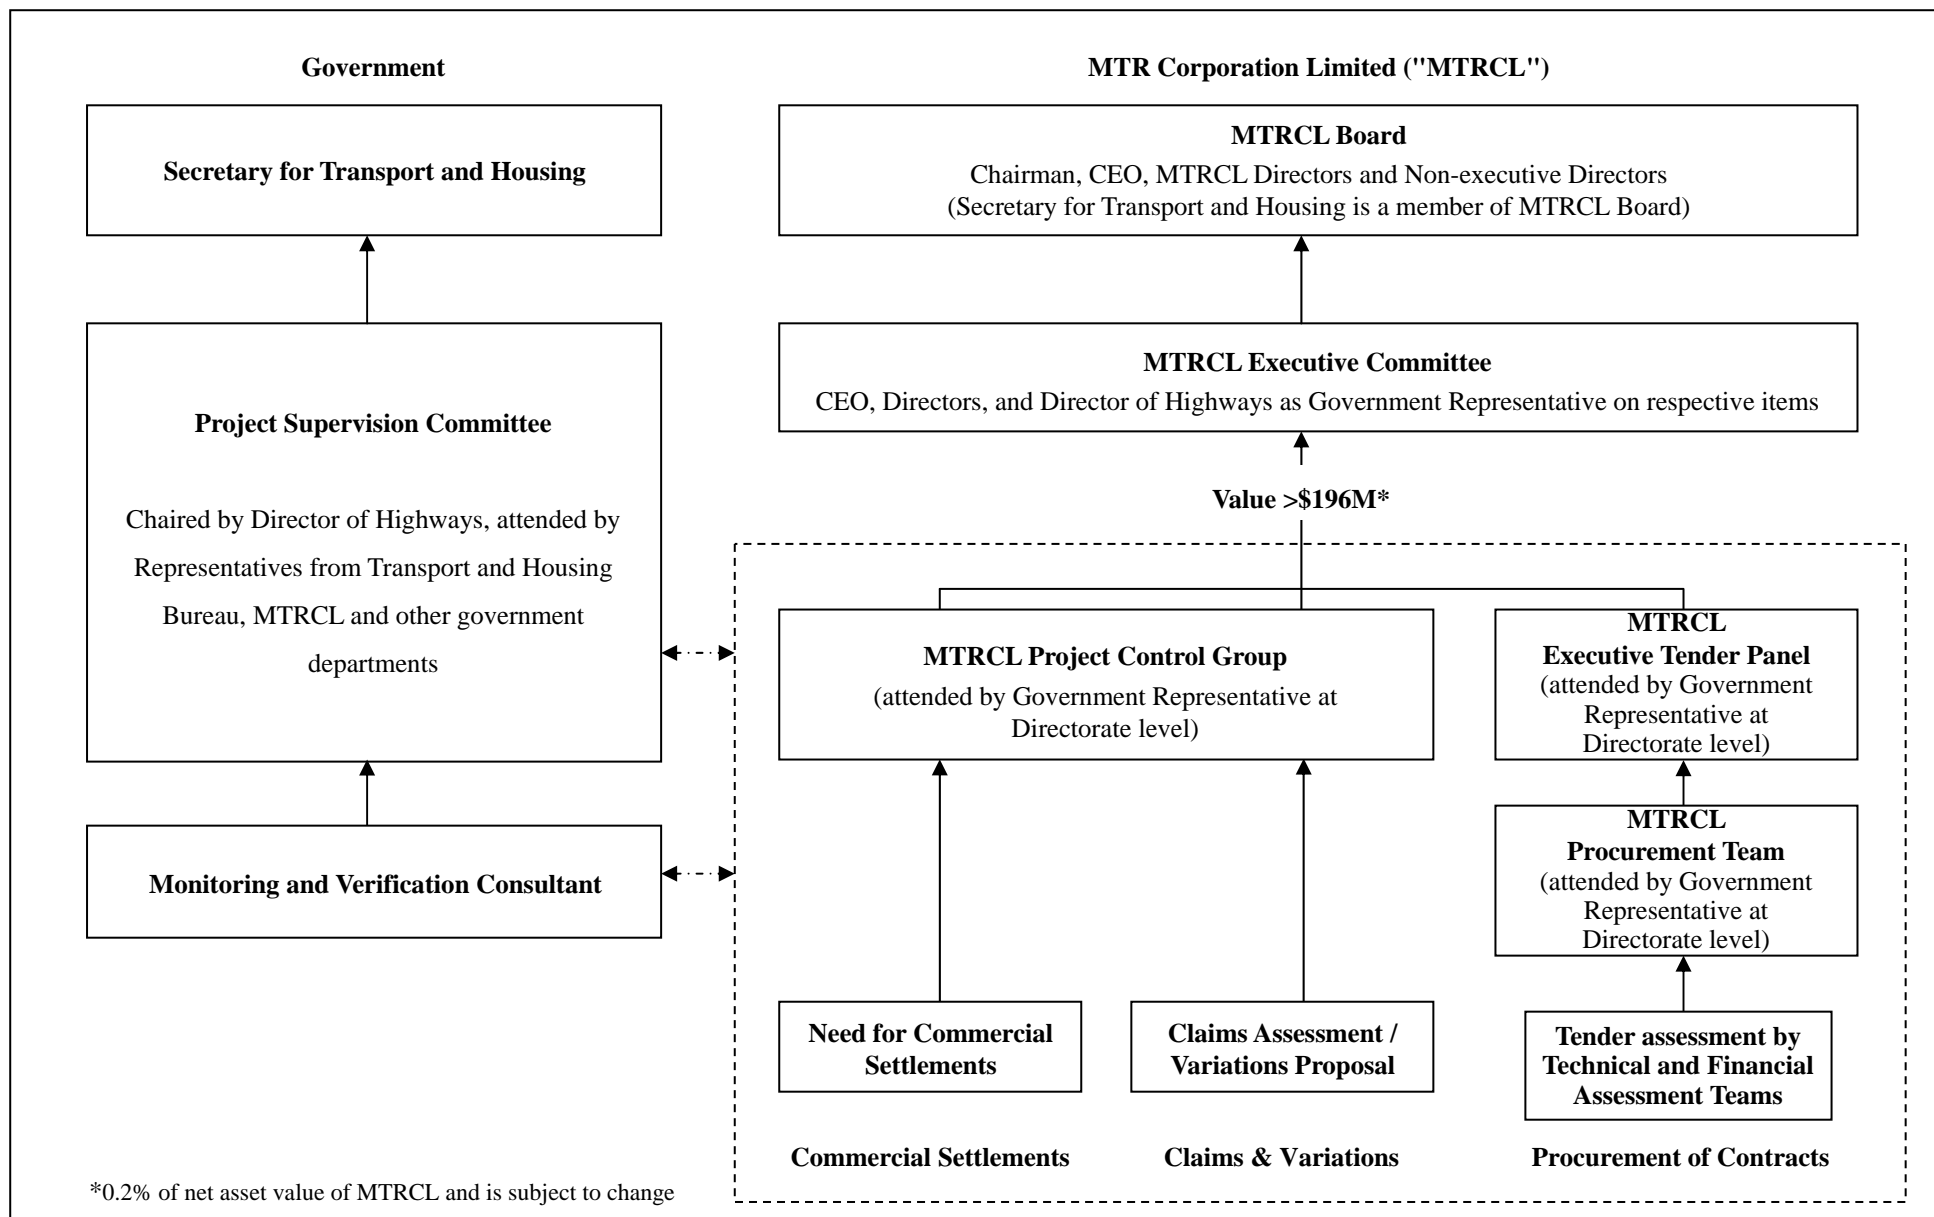 Government
MTR Corporation Limited ("MTRCL")
Secretary for Transport and Housing
MTRCL Board
Chairman, CEO, MTRCL Directors and Non-executive Directors
(Secretary for Transport and Housing is a member of MTRCL Board)
Project Supervision Committee
Chaired by Director of Highways, attended by
Representatives from Transport and Housing
Bureau, MTRCL and other government
departments
MTRCL Executive Committee
CEO, Directors, and Director of Highways as Government Representative on respective items
Value >$196M*
MTRCL Project Control Group
(attended by Government Representative at
Directorate level)
MTRCL
Executive Tender Panel
(attended by Government
Representative at
Directorate level)
Monitoring and Verification Consultant
MTRCL
Procurement Team
(attended by Government
Representative at
Directorate level)
Need for Commercial
Settlements
Claims Assessment /
Variations Proposal
Tender assessment by
Technical and Financial
Assessment Teams
Commercial Settlements
Claims & Variations
Procurement of Contracts
*0.2% of net asset value of MTRCL and is subject to change